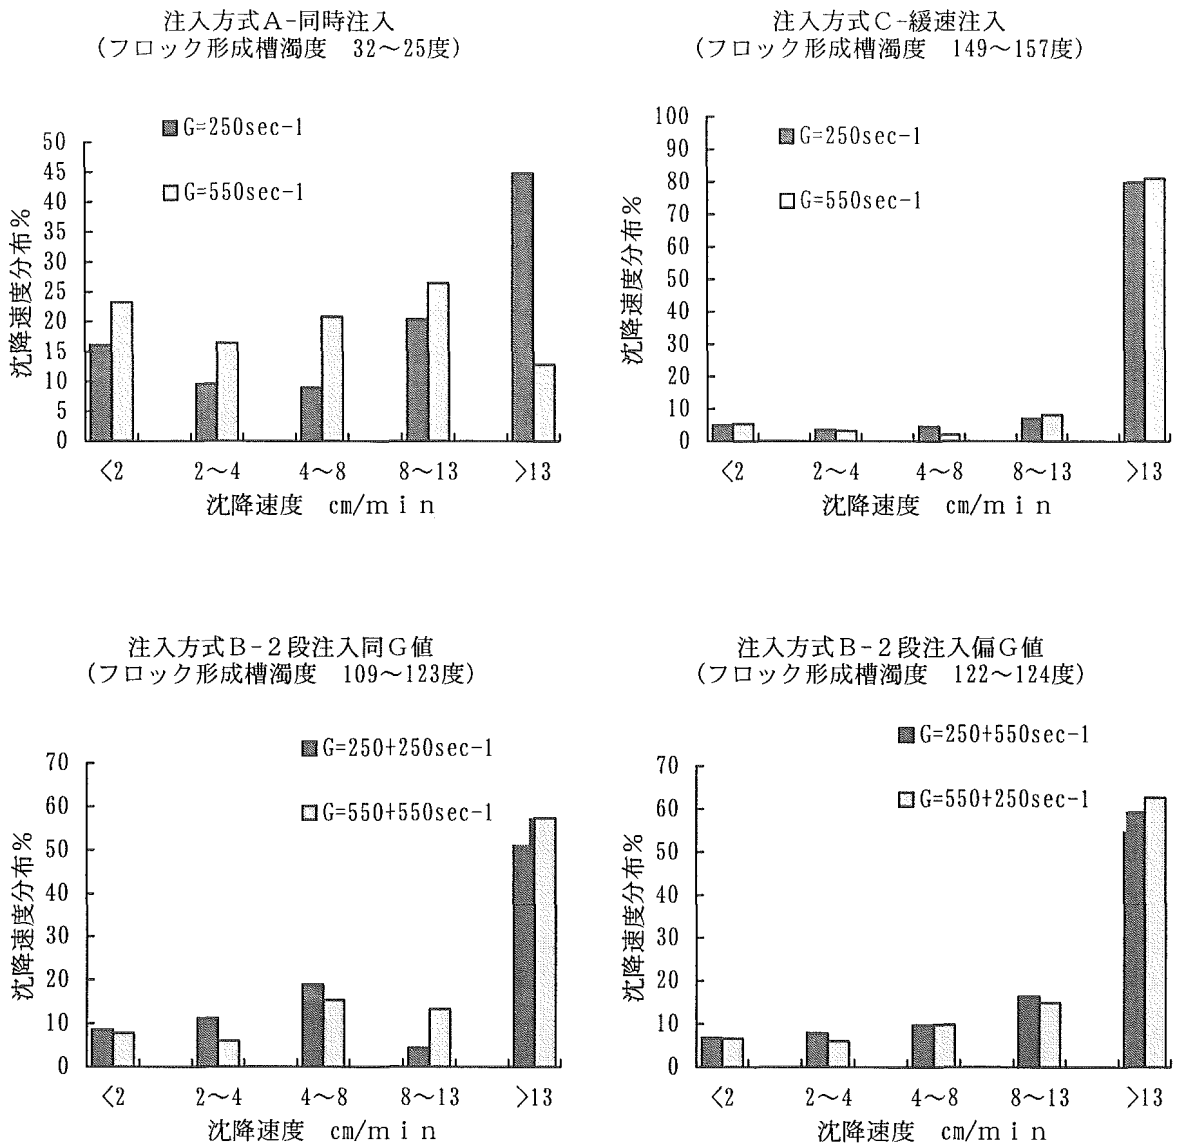 注入方式A-同時注入
(フロック形成槽濁度 32～25度)
G=250sec-1
G=550sec-1
沈降速度分布%
50
45
40
35
30
25
20
15
10
5
0
<2 2～4 4～8 8～13 >13
沈降速度 cm/min
注入方式C-緩速注入
(フロック形成槽濁度 149～157度)
G=250sec-1
G=550sec-1
沈降速度分布%
100
90
80
70
60
50
40
30
20
10
0
<2 2～4 4～8 8～13 >13
沈降速度 cm/min
注入方式B-2段注入同G値
(フロック形成槽濁度 109～123度)
G=250+250sec-1
G=550+550sec-1
沈降速度分布%
70
60
50
40
30
20
10
0
<2 2～4 4～8 8～13 >13
沈降速度 cm/min
注入方式B-2段注入偏G値
(フロック形成槽濁度 122～124度)
G=250+550sec-1
G=550+250sec-1
沈降速度分布%
70
60
50
40
30
20
10
0
<2 2～4 4～8 8～13 >13
沈降速度 cm/min